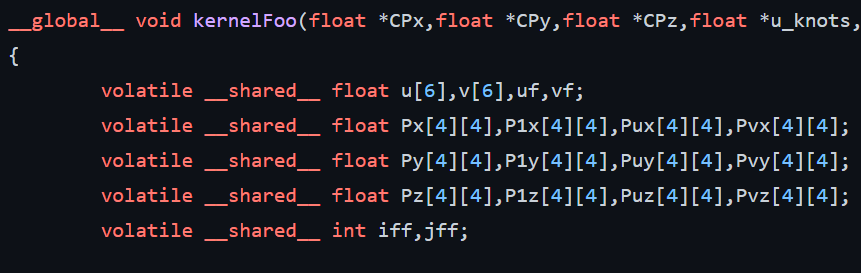 __global__ void kernelFoo(float *CPx,float *CPy,float *CPz,float *u_knots,
{
volatile __shared__ float u[6],v[6],uf,vf;
volatile __shared__ float Px[4][4],P1x[4][4],Pux[4][4],Pvx[4][4];
volatile __shared__ float Py[4][4],P1y[4][4],Puy[4][4],Pvy[4][4];
volatile __shared__ float Pz[4][4],P1z[4][4],Puz[4][4],Pvz[4][4];
volatile __shared__ int iff,jff;